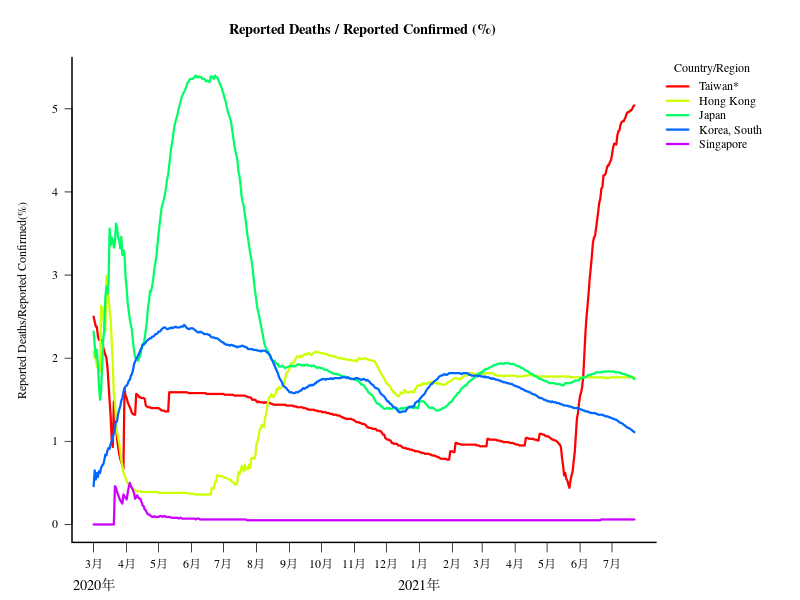 Reported Deaths / Reported Confirmed (%)
Reported Deaths/Reported Confirmed(%)
5
4
3
2
1
0
3月 4月 5月 6月 7月 8月 9月 10月 11月 12月 1月 2月 3月 4月 5月 6月 7月
2020年 2021年
Country/Region
Taiwan*
Hong Kong
Japan
Korea, South
Singapore